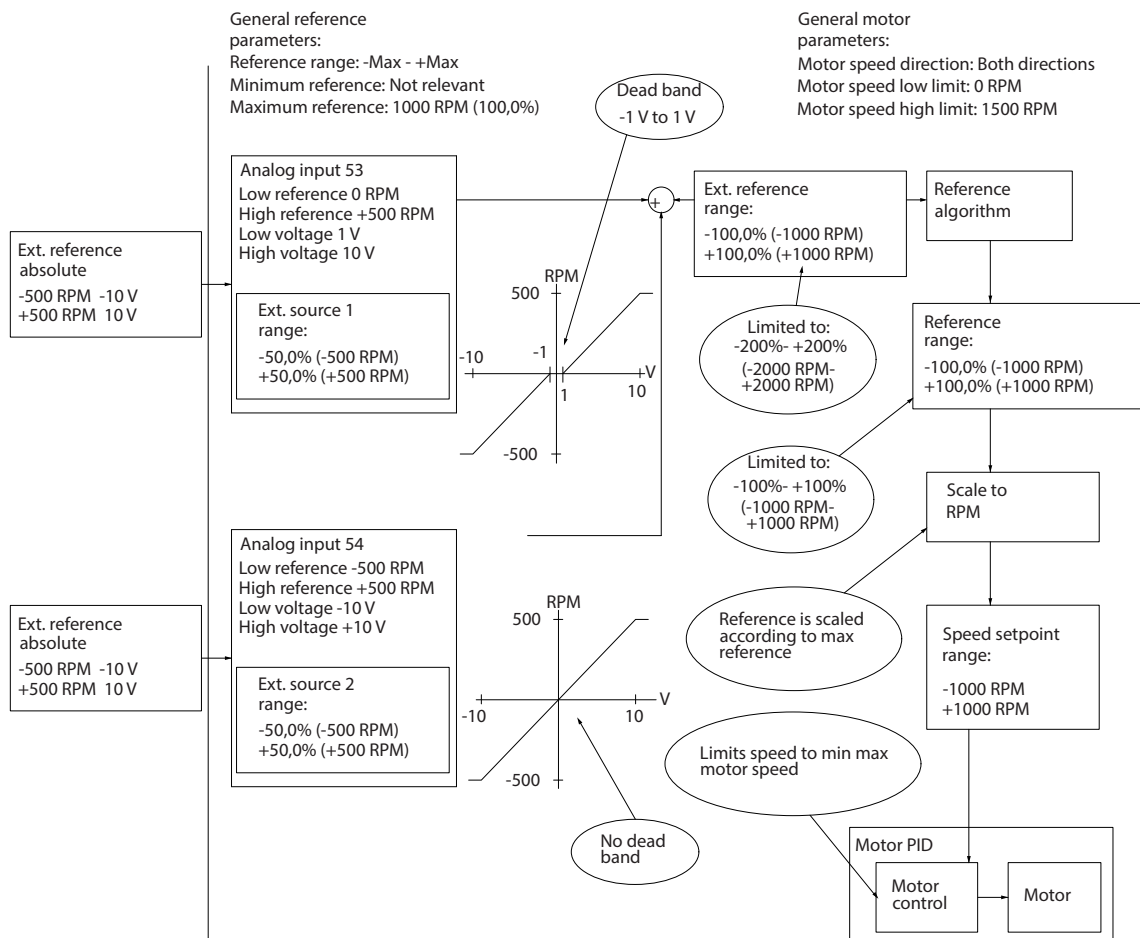 General reference
parameters:
Reference range: -Max - +Max
Minimum reference: Not relevant
Maximum reference: 1000 RPM (100,0%)
General motor
parameters:
Motor speed direction: Both directions
Motor speed low limit: 0 RPM
Motor speed high limit: 1500 RPM
Dead band
-1 V to 1 V
Analog input 53
Low reference 0 RPM
High reference +500 RPM
Low voltage 1 V
High voltage 10 V
Ext. source 1
range:
-50,0% (-500 RPM)
+50,0% (+500 RPM)
Ext. reference
absolute
-500 RPM -10 V
+500 RPM 10 V
+
Ext. reference
range:
-100,0% (-1000 RPM)
+100,0% (+1000 RPM)
Reference
algorithm
RPM
500
-10
-1
V
1
10
-500
Limited to:
-200%- +200%
(-2000 RPM-
+2000 RPM)
Reference
range:
-100,0% (-1000 RPM)
+100,0% (+1000 RPM)
Limited to:
-100%- +100%
(-1000 RPM-
+1000 RPM)
Scale to
RPM
Analog input 54
Low reference -500 RPM
High reference +500 RPM
Low voltage -10 V
High voltage +10 V
Ext. source 2
range:
-50,0% (-500 RPM)
+50,0% (+500 RPM)
Ext. reference
absolute
-500 RPM -10 V
+500 RPM 10 V
RPM
500
V
-10
10
-500
Reference is scaled
according to max
reference
Speed setpoint
range:
-1000 RPM
+1000 RPM
Limits speed to min max
motor speed
No dead
band
Motor PID
Motor
control
Motor